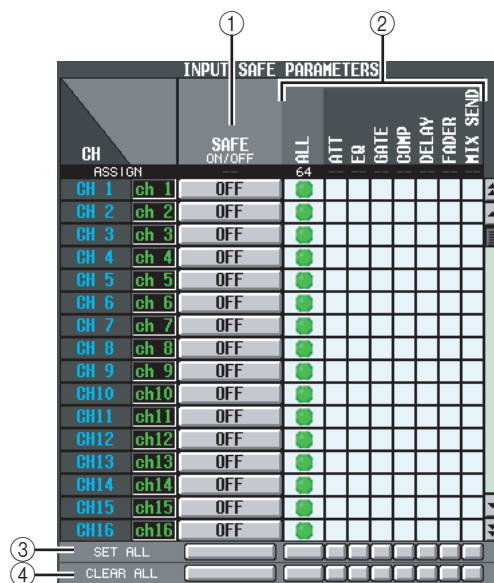 ① ②
INPUT SAFE PARAMETERS
CH SAFE ON/OFF ALL ATT EQ GATE COMP DELAY FADER MIX SEND
ASSIGN -- 64 -- -- -- -- -- -- --
CH 1 ch 1 OFF
CH 2 ch 2 OFF
CH 3 ch 3 OFF
CH 4 ch 4 OFF
CH 5 ch 5 OFF
CH 6 ch 6 OFF
CH 7 ch 7 OFF
CH 8 ch 8 OFF
CH 9 ch 9 OFF
CH10 ch10 OFF
CH11 ch11 OFF
CH12 ch12 OFF
CH13 ch13 OFF
CH14 ch14 OFF
CH15 ch15 OFF
CH16 ch16 OFF
③ SET ALL
④ CLEAR ALL